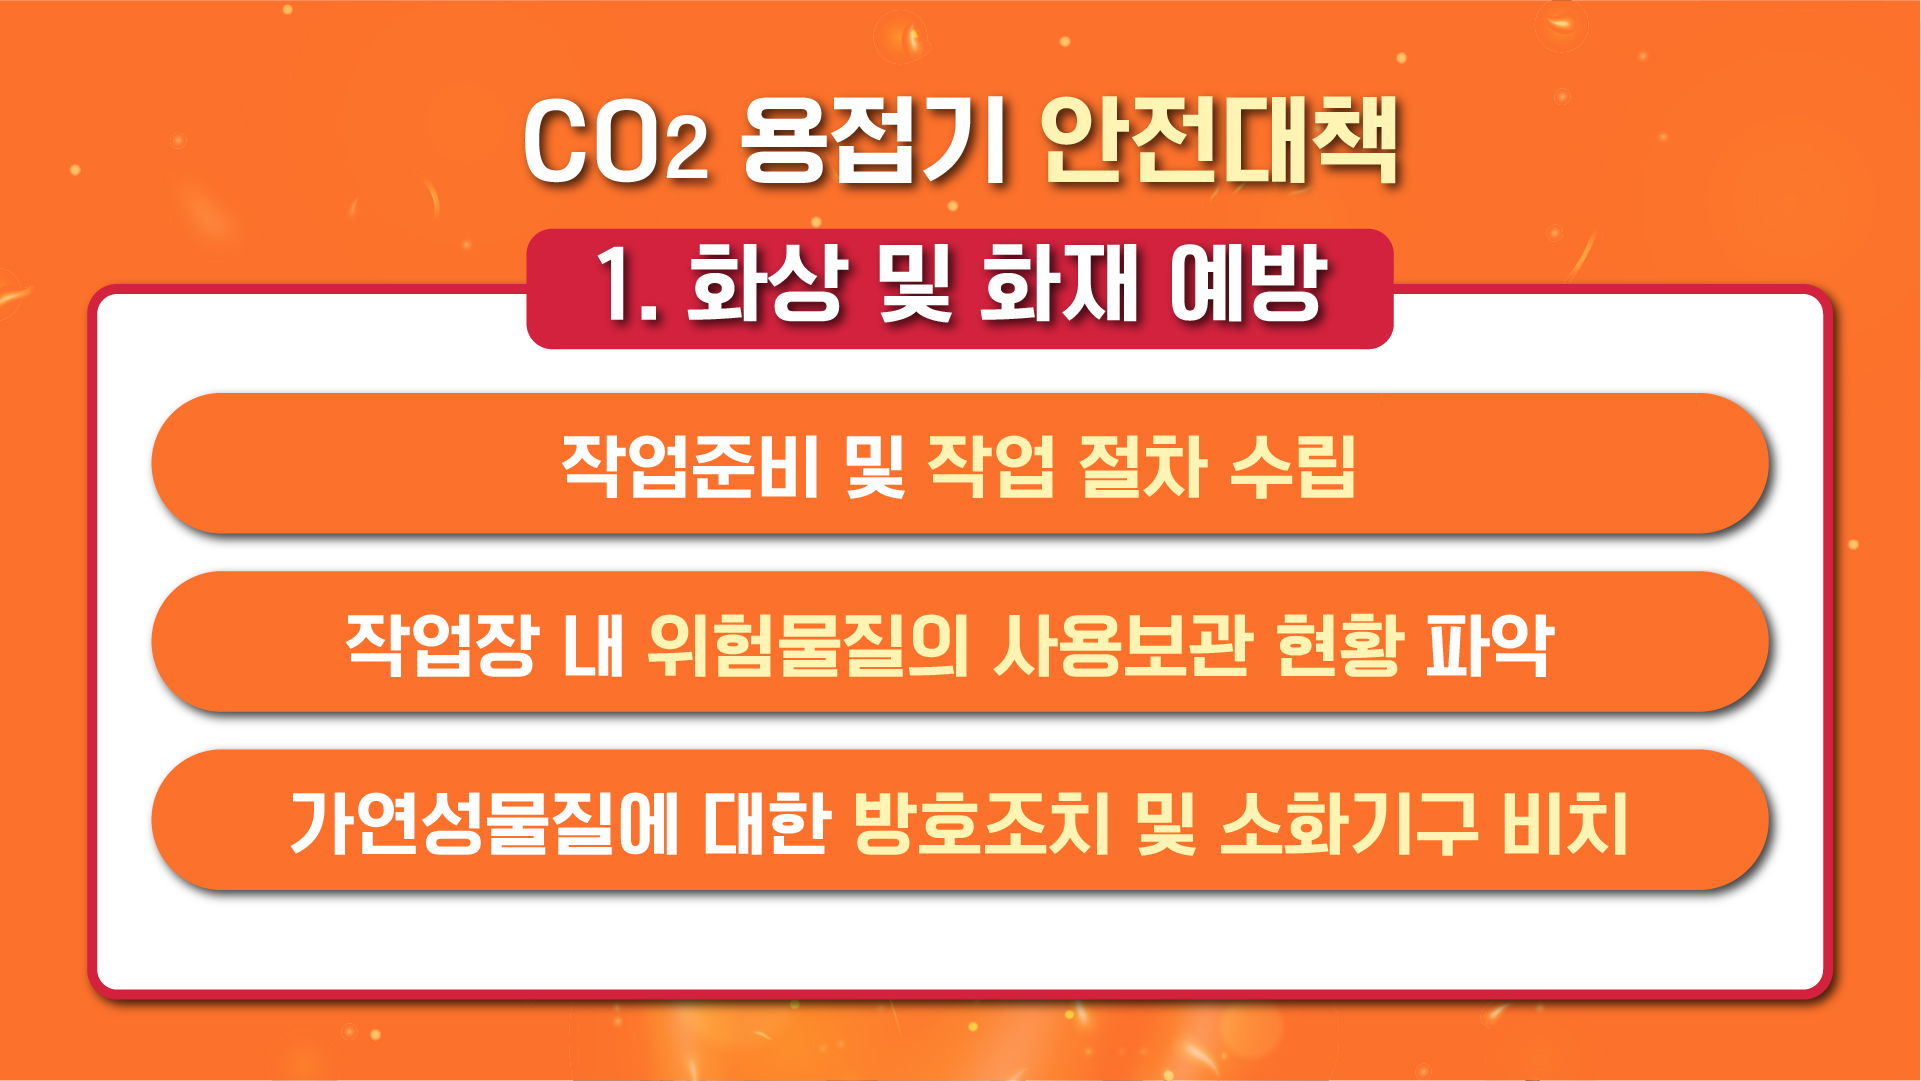 CO2 용접기 안전대책
1. 화상 및 화재 예방
작업준비 및 작업 절차 수립
작업장 내 위험물질의 사용보관 현황 파악
가연성물질에 대한 방호조치 및 소화기구 비치